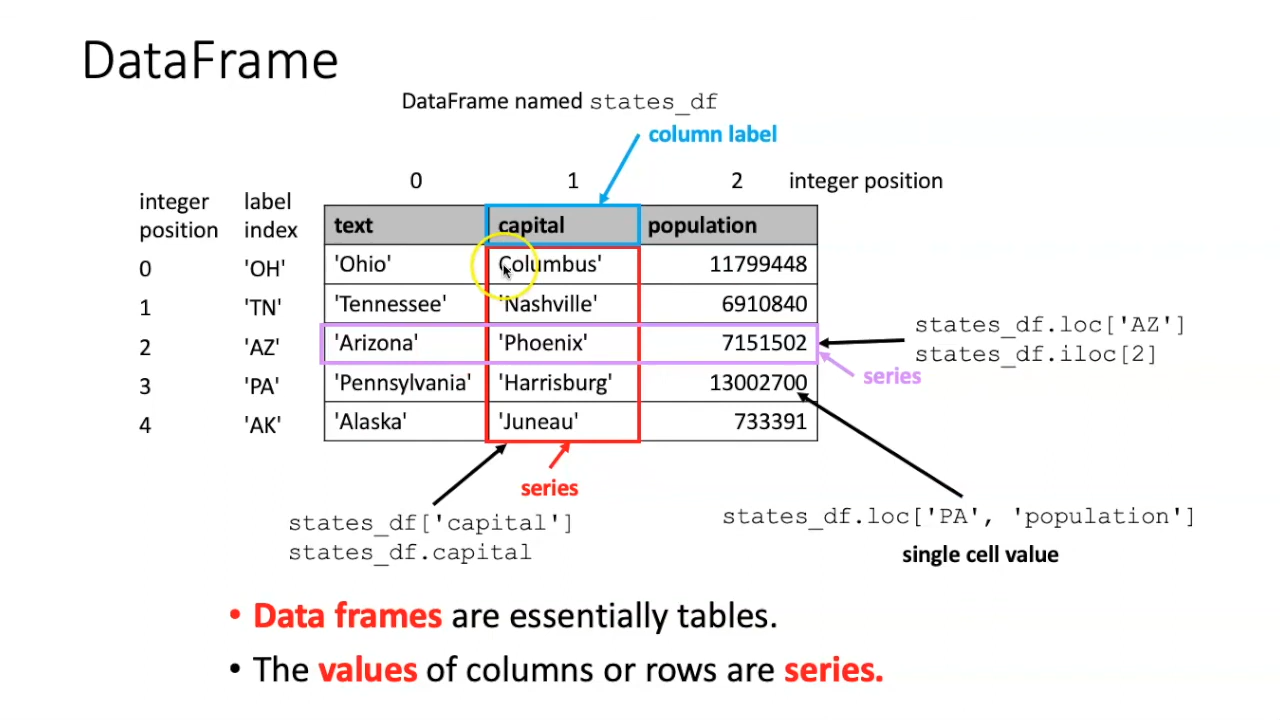 DataFrame
DataFrame named states_df
column label
0 1 2 integer position
integer position label index
text capital population
0 'OH' 'Ohio' 'Columbus' 11799448
1 'TN' 'Tennessee' 'Nashville' 6910840
2 'AZ' 'Arizona' 'Phoenix' 7151502
states_df.loc['AZ']
states_df.iloc[2]
series
3 'PA' 'Pennsylvania' 'Harrisburg' 13002700
4 'AK' 'Alaska' 'Juneau' 733391
series
states_df['capital']
states_df.capital
states_df.loc['PA', 'population']
single cell value
• Data frames are essentially tables.
• The values of columns or rows are series.